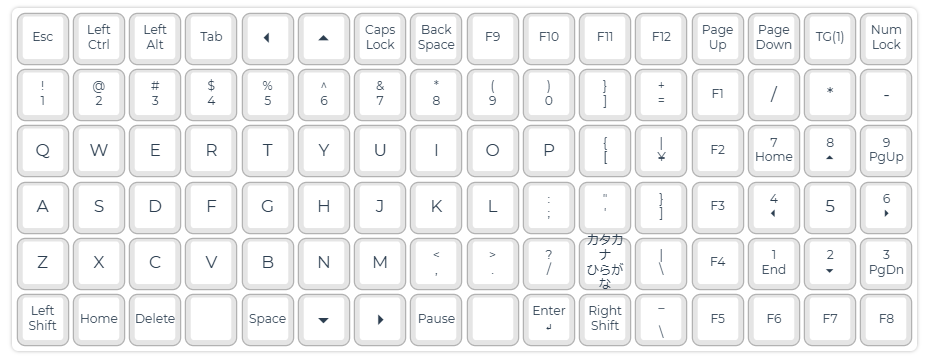 Esc Left Ctrl Left Alt Tab ◀ ▲ Caps Lock Back Space F9 F10 F11 F12 Page Up Page Down TG(1) Num Lock
! 1 @ 2 # 3 $ 4 % 5 ^ 6 & 7 * 8 ( 9 ) 0 } ] + = F1 / * -
Q W E R T Y U I O P { [ | ¥ F2 7 Home 8 ▲ 9 PgUp
A S D F G H J K L : ; " ' } ] F3 4 ◀ 5 6 ▶
Z X C V B N M < , > . ? / カタカナ ひらがな | \ F4 1 End 2 ▼ 3 PgDn
Left Shift Home Delete Space ▼ ▶ Pause Enter ↲ Right Shift _ \ F5 F6 F7 F8